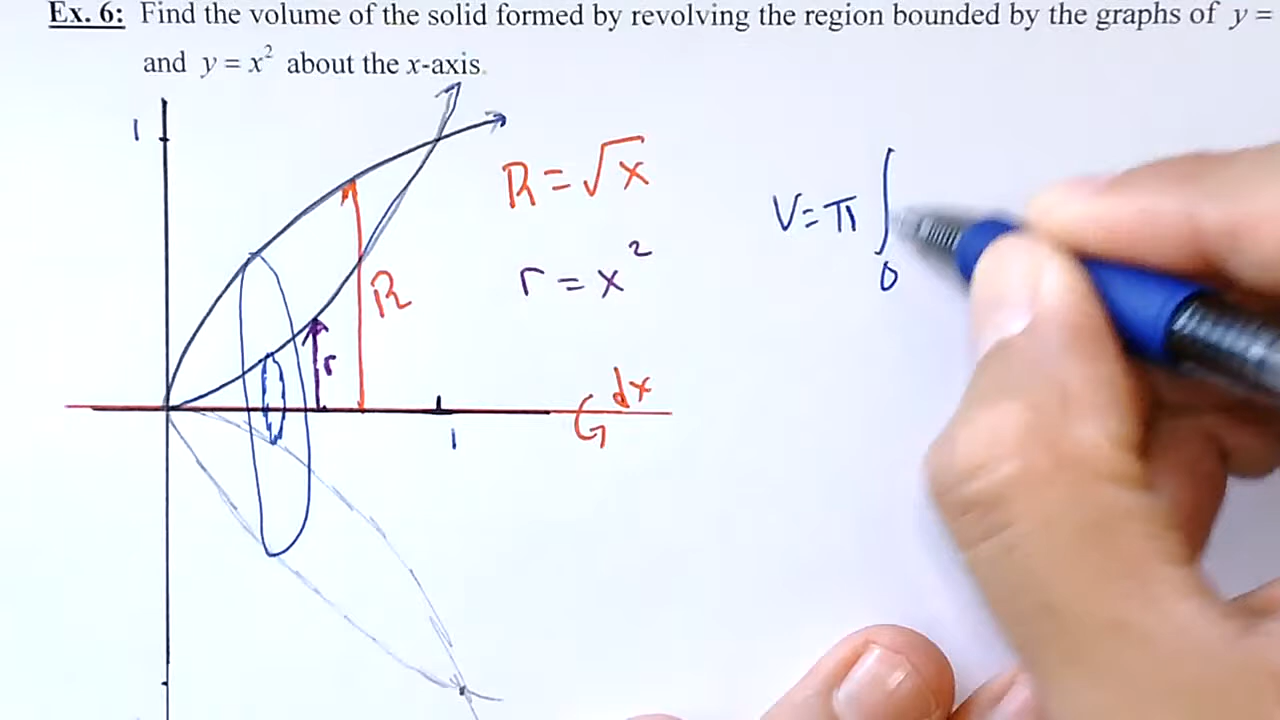 Ex. 6: Find the volume of the solid formed by revolving the region bounded by the graphs of y =
and y = x² about the x-axis.
1
R = √x
V = π ∫
0
r = x²
R
r
dx
1